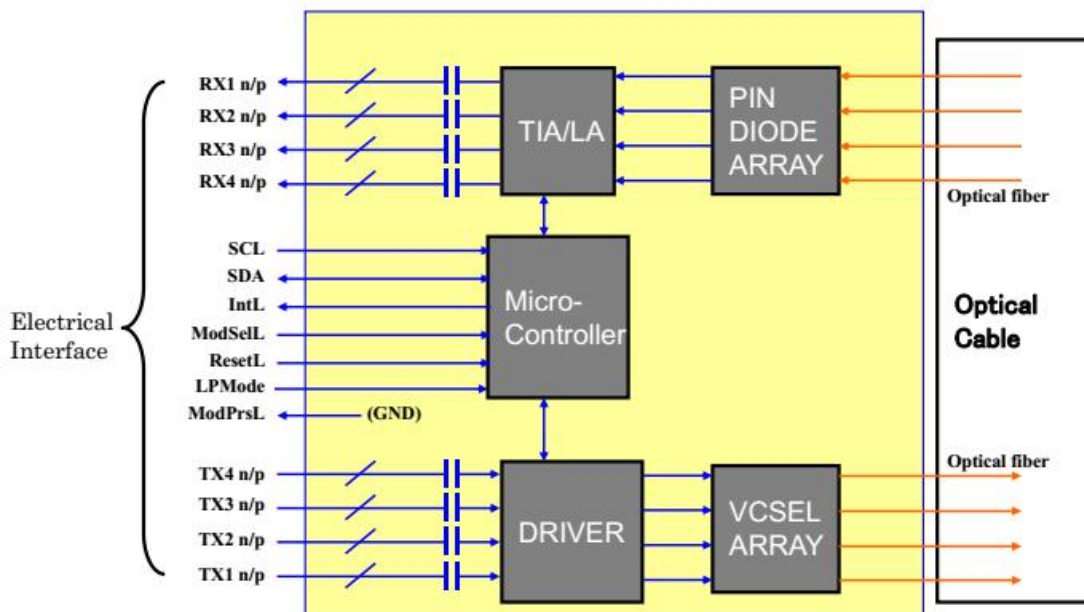 RX1 n/p
RX2 n/p
RX3 n/p
RX4 n/p
TIA/LA
PIN
DIODE
ARRAY
Optical fiber
SCL
SDA
IntL
ModSelL
ResetL
LPMode
ModPrsL
(GND)
Micro-
Controller
Electrical
Interface
Optical
Cable
TX4 n/p
TX3 n/p
TX2 n/p
TX1 n/p
DRIVER
VCSEL
ARRAY
Optical fiber